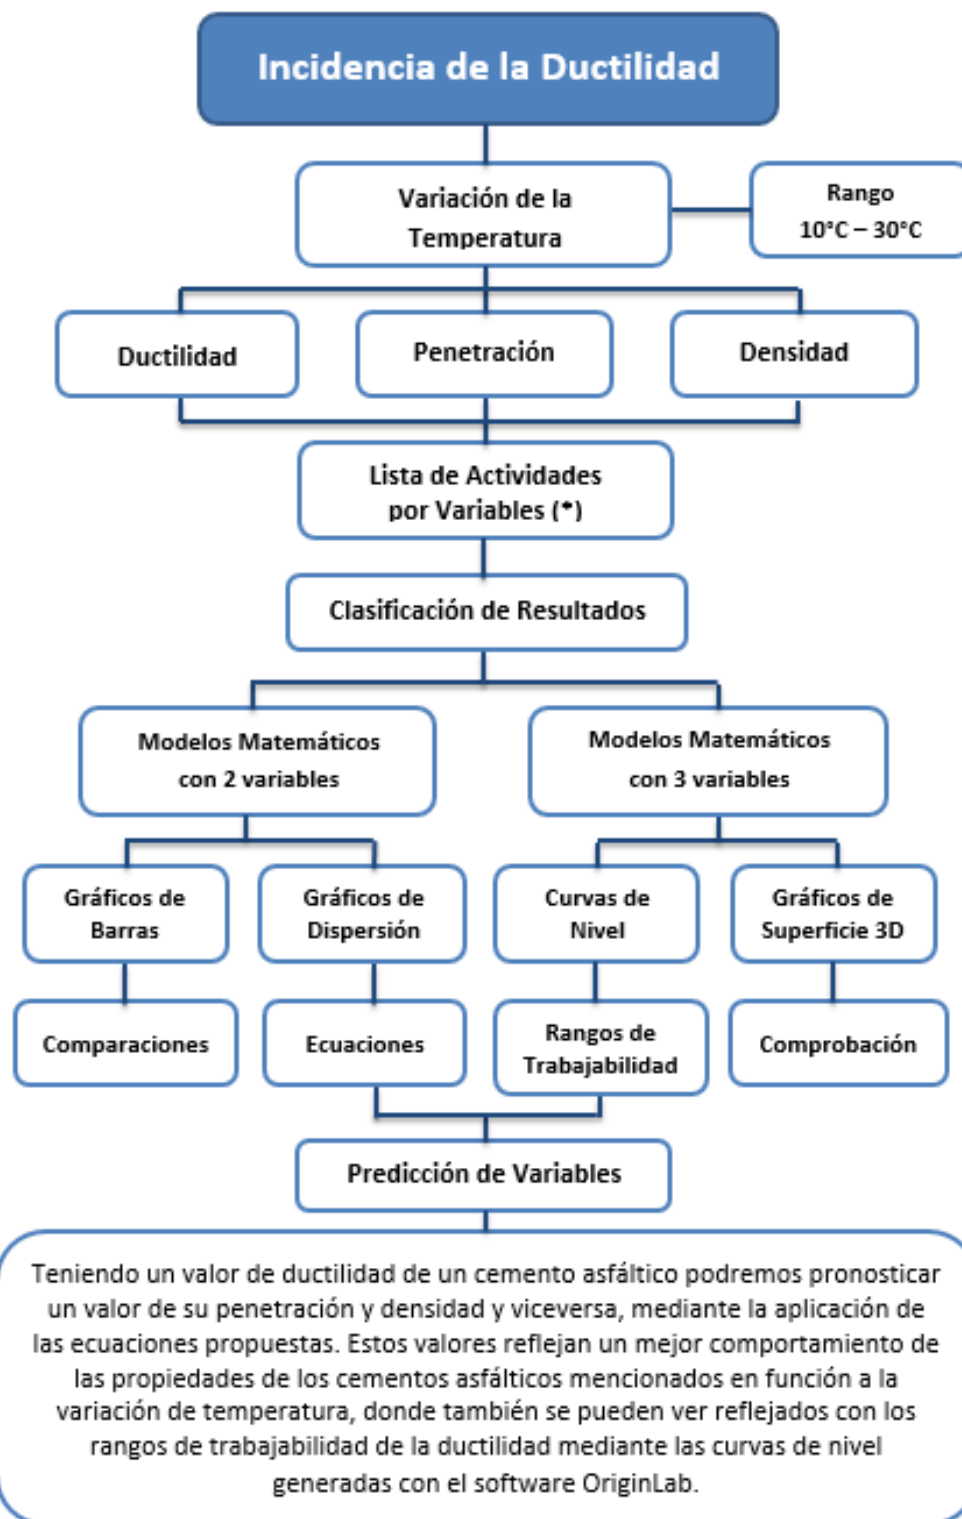 Incidencia de la Ductilidad
Variación de la
Temperatura
Rango
10°C – 30°C
Ductilidad
Penetración
Densidad
Lista de Actividades
por Variables (*)
Clasificación de Resultados
Modelos Matemáticos
con 2 variables
Modelos Matemáticos
con 3 variables
Gráficos de
Barras
Gráficos de
Dispersión
Curvas de
Nivel
Gráficos de
Superficie 3D
Comparaciones
Ecuaciones
Rangos de
Trabajabilidad
Comprobación
Predicción de Variables
Teniendo un valor de ductilidad de un cemento asfáltico podremos pronosticar
un valor de su penetración y densidad y viceversa, mediante la aplicación de
las ecuaciones propuestas. Estos valores reflejan un mejor comportamiento de
las propiedades de los cementos asfálticos mencionados en función a la
variación de temperatura, donde también se pueden ver reflejados con los
rangos de trabajabilidad de la ductilidad mediante las curvas de nivel
generadas con el software OriginLab.